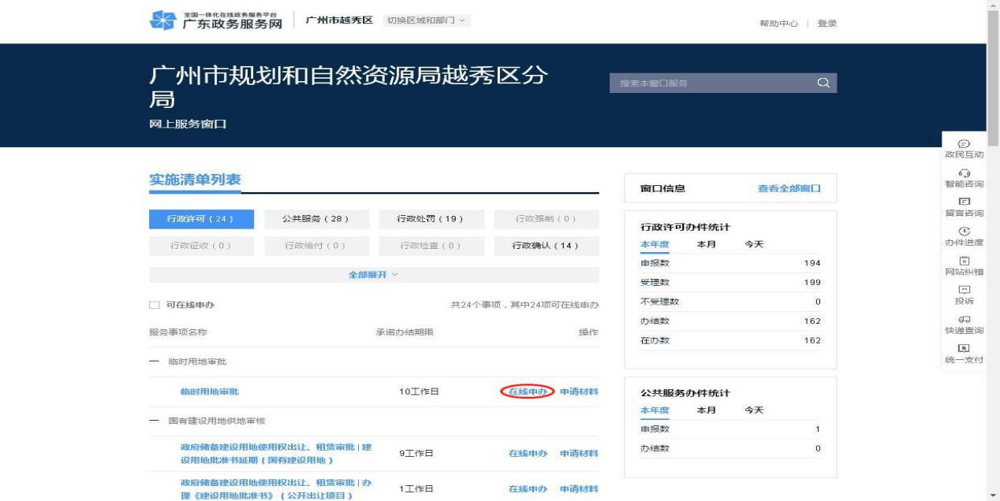 全国一体化在线政务服务平台
广东政务服务网
广州市越秀区
切换区域和部门
帮助中心 | 登录
广州市规划和自然资源局越秀区分
局
网上服务窗口
搜索本窗口服务
实施清单列表
行政许可（24）
公共服务（28）
行政处罚（19）
行政强制（0）
行政征收（0）
行政给付（0）
行政检查（0）
行政确认（14）
全部展开
可在线申办
共24个事项，其中24项可在线申办
服务事项名称 承诺办结期限 操作
临时用地审批
临时用地审批 10工作日 在线申办 申请材料
国有建设用地供地审核
政府储备建设用地使用权出让、租赁审批|建
设用地批准书延期（国有建设用地）
9工作日 在线申办 申请材料
政府储备建设用地使用权出让、租赁审批|办
理《建设用地批准书》（公开出让项目）
1工作日 在线申办 申请材料
窗口信息 查看全部窗口
行政许可办件统计
本年度 本月 今天
申报数 194
受理数 199
不受理数 0
办结数 162
在办数 162
公共服务办件统计
本年度 本月 今天
申报数 1
办结数 0
政民互动
智能咨询
留言咨询
办件进度
网站纠错
投诉
快递查询
统一支付